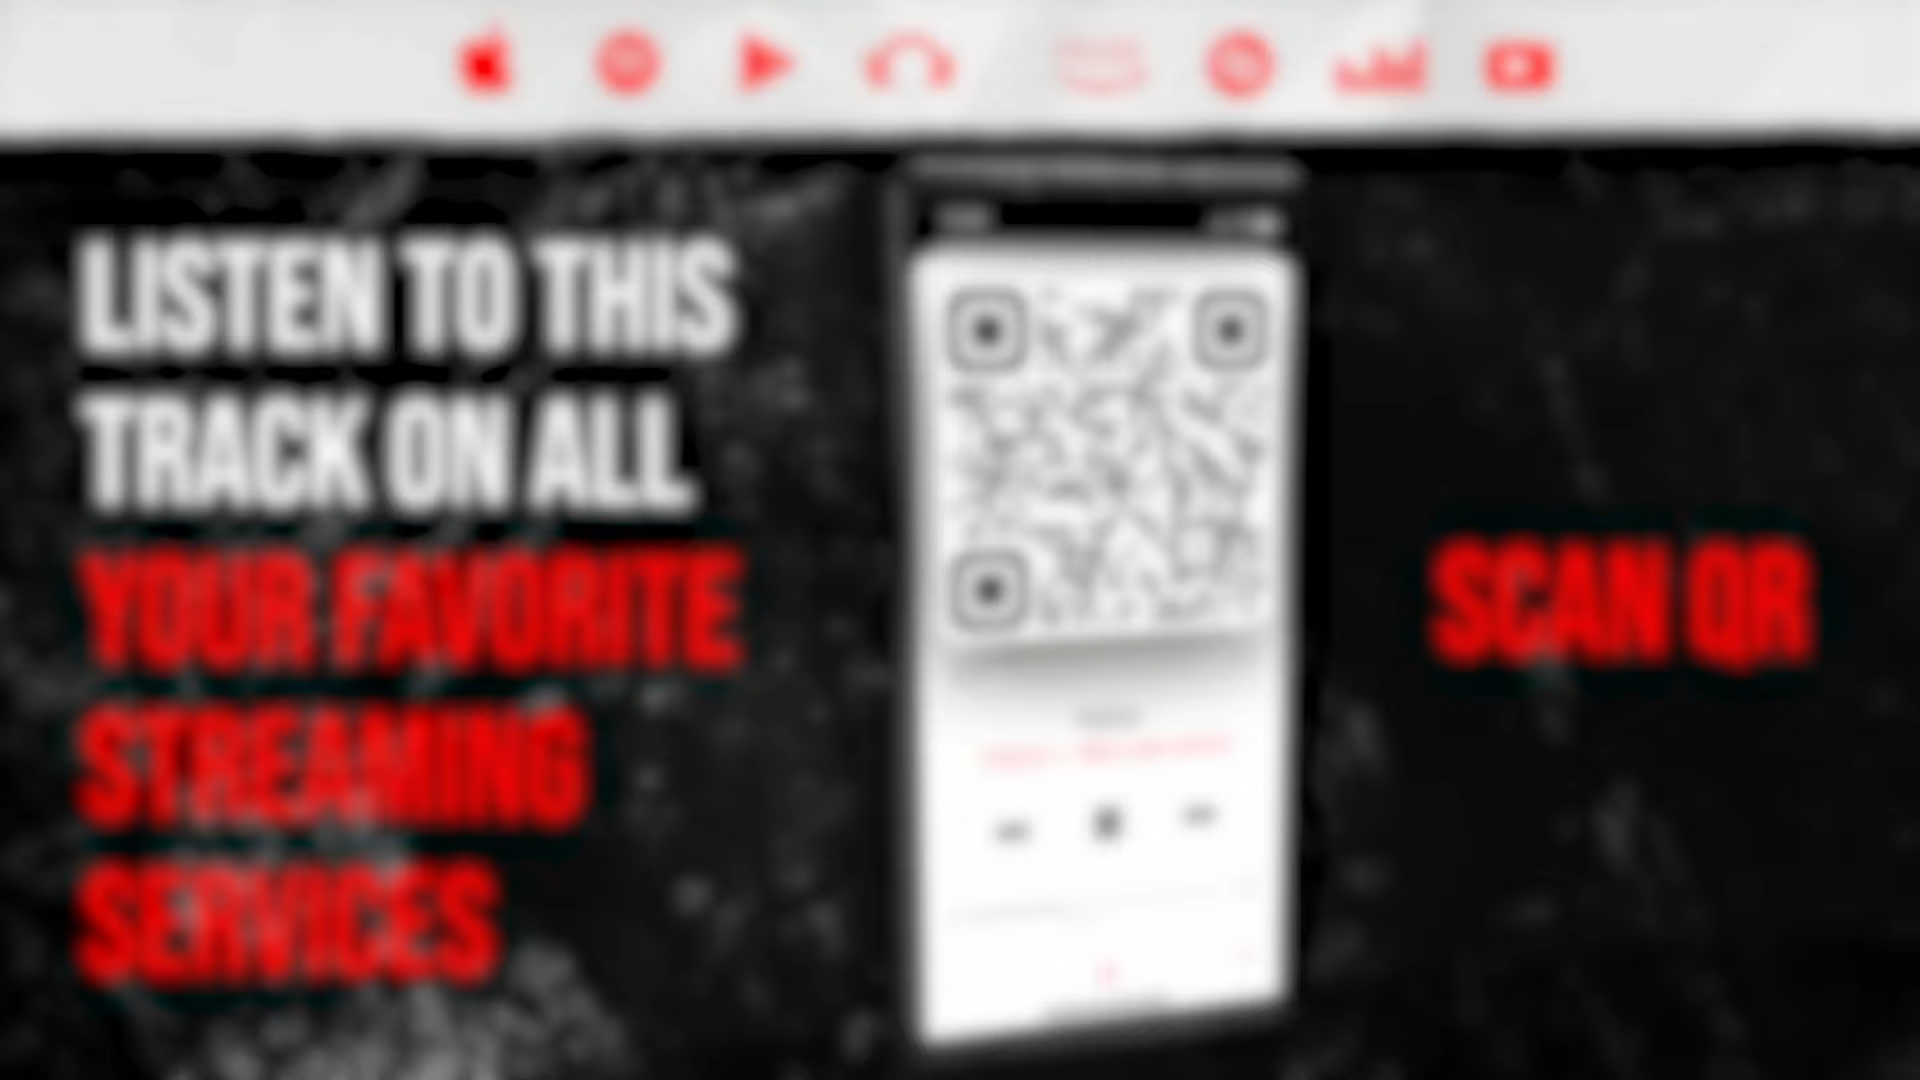 LISTEN TO THIS
TRACK ON ALL
YOUR FAVORITE
STREAMING
SERVICES
SCAN QR